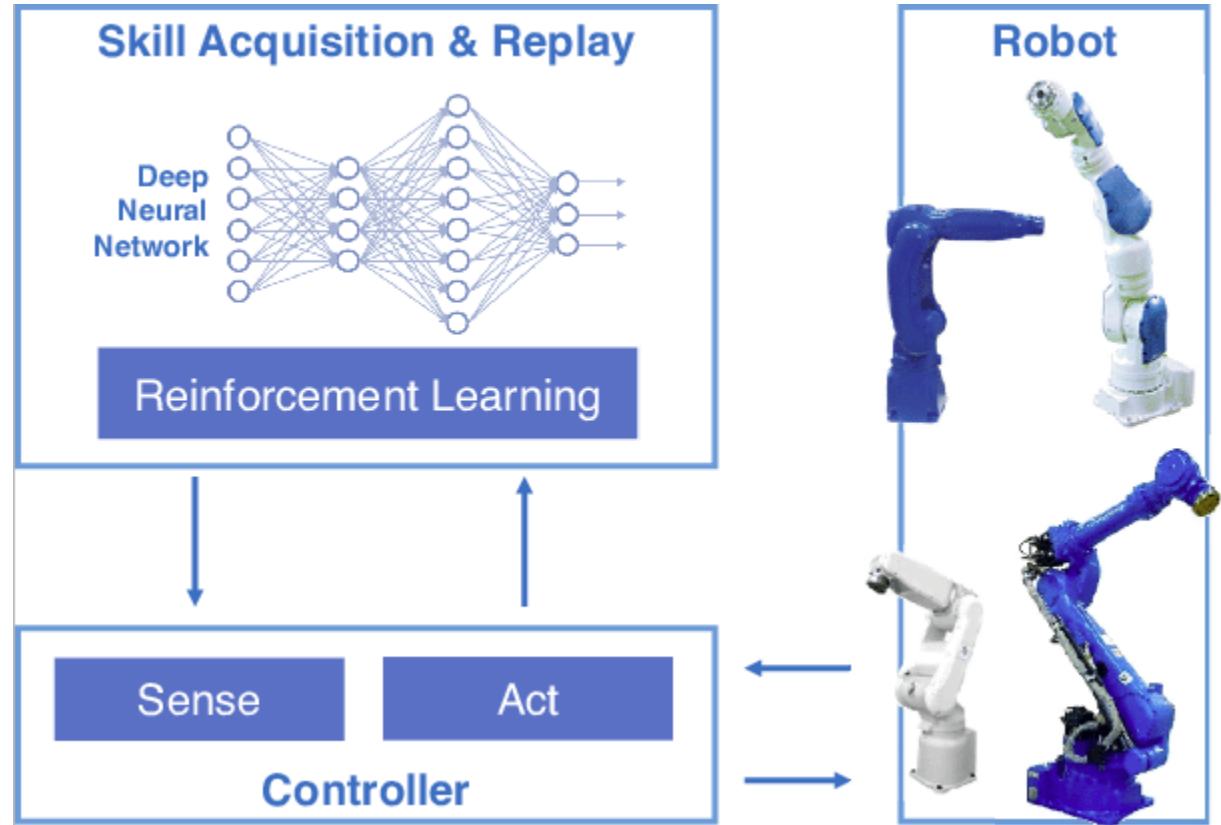 Skill Acquisition & Replay
Deep
Neural
Network
Reinforcement Learning
Sense
Act
Controller
Robot